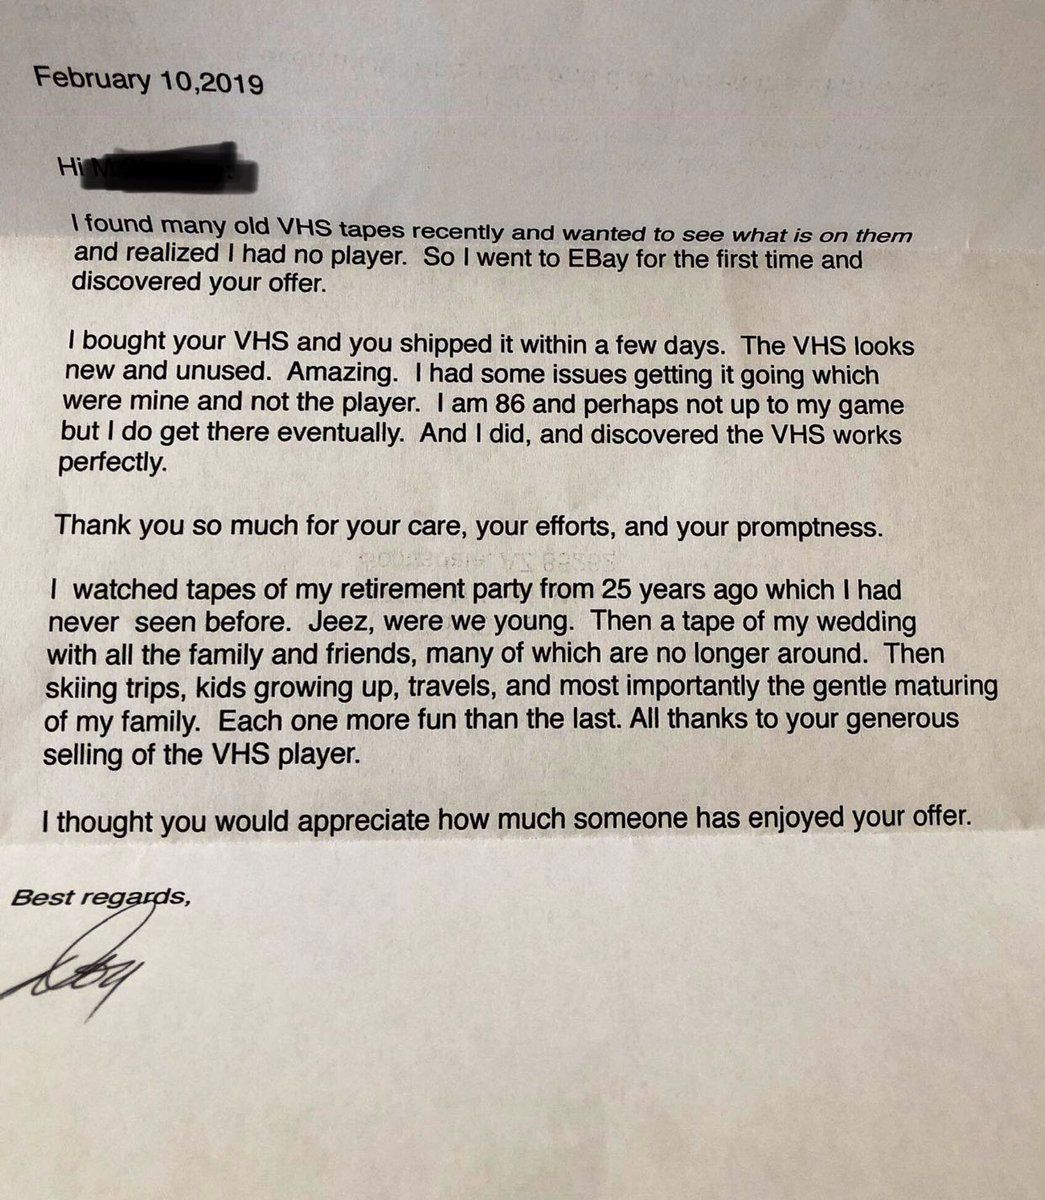 February 10,2019
Hi
I found many old VHS tapes recently and wanted to see what is on them
and realized I had no player. So I went to EBay for the first time and
discovered your offer.
I bought your VHS and you shipped it within a few days. The VHS looks
new and unused. Amazing. I had some issues getting it going which
were mine and not the player. I am 86 and perhaps not up to my game
but I do get there eventually. And I did, and discovered the VHS works
perfectly.
Thank you so much for your care, your efforts, and your promptness.
I watched tapes of my retirement party from 25 years ago which I had
never seen before. Jeez, were we young. Then a tape of my wedding
with all the family and friends, many of which are no longer around. Then
skiing trips, kids growing up, travels, and most importantly the gentle maturing
of my family. Each one more fun than the last. All thanks to your generous
selling of the VHS player.
I thought you would appreciate how much someone has enjoyed your offer.
Best regards,